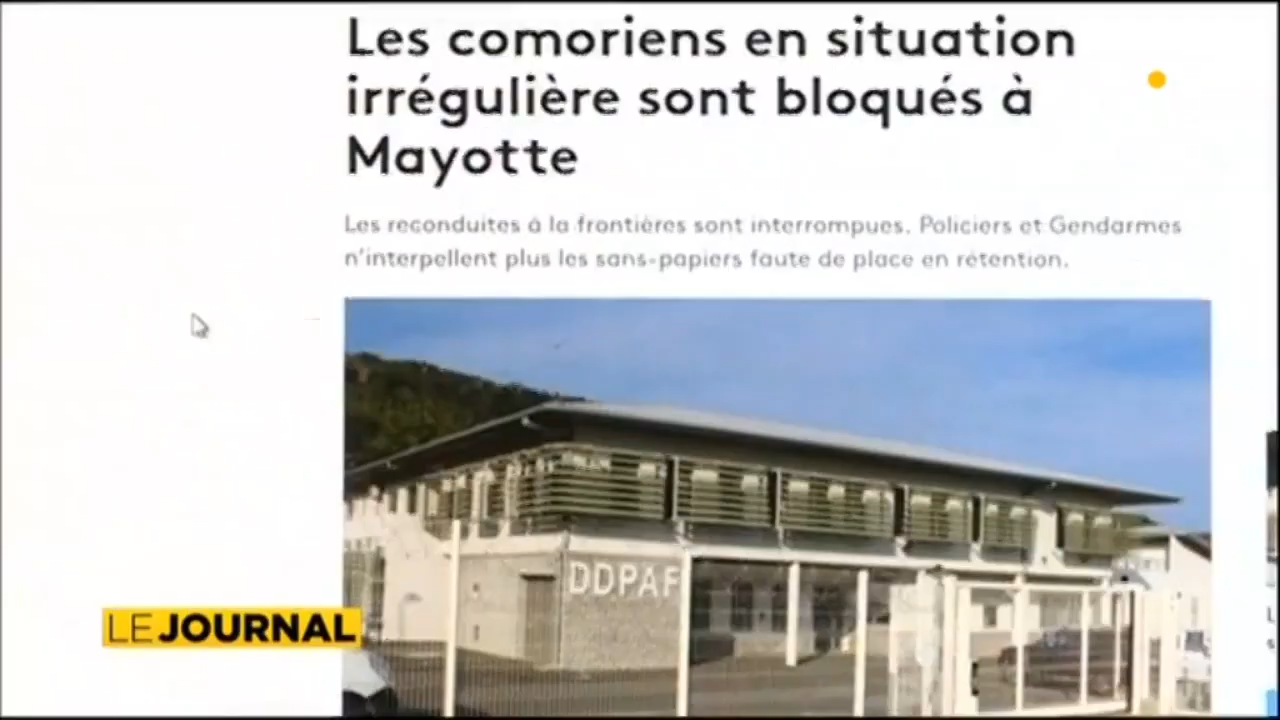 Les comoriens en situation
irrégulière sont bloqués à
Mayotte
Les reconduites à la frontières sont interrompues. Policiers et Gendarmes
n'interpellent plus les sans-papiers faute de place en rétention.
DDPAF
LE JOURNAL